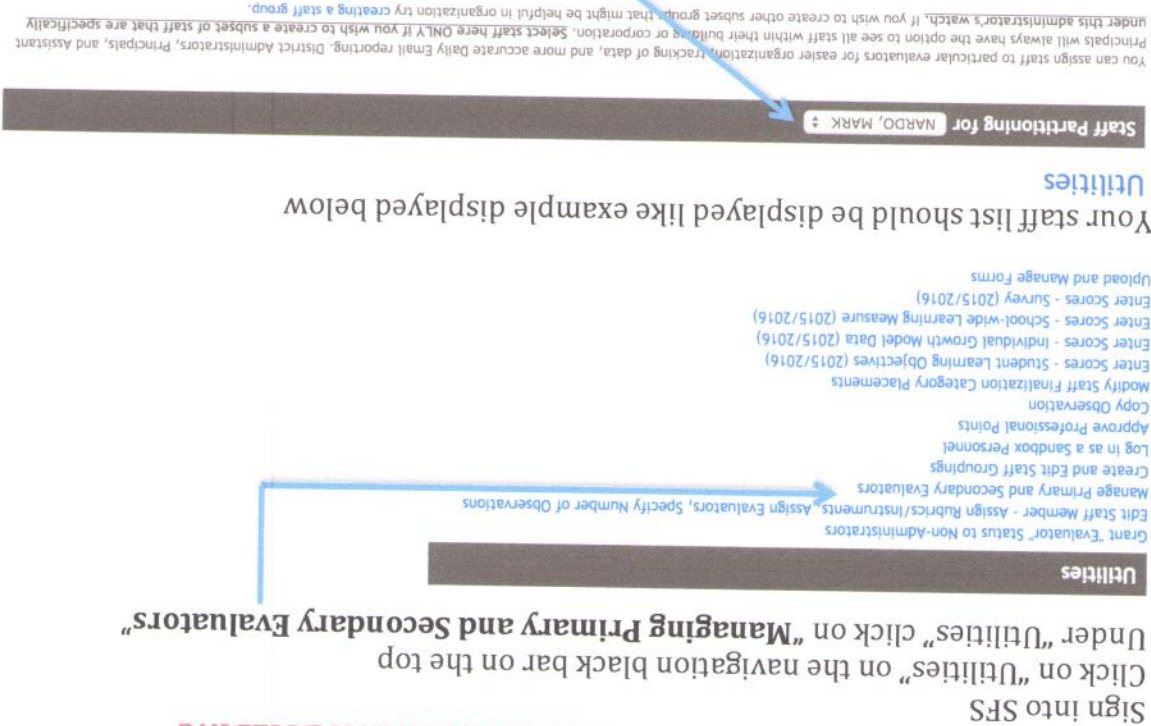 Sign into SFS
Click on "Utilities" on the navigation black bar on the top
Under "Utilities" click on "Managing Primary and Secondary Evaluators"
Utilities
Grant "Evaluator" Status to Non-Administrators
Edit Staff Member - Assign Rubrics/Instruments, Assign Evaluators, Specify Number of Observations
Manage Primary and Secondary Evaluators
Create and Edit Staff Groupings
Log in as a Sandbox Personnel
Approve Professional Points
Copy Observation
Modify Staff Finalization Category Placements
Enter Scores - Student Learning Objectives (2015/2016)
Enter Scores - Individual Growth Model Data (2015/2016)
Enter Scores - School-wide Learning Measure (2015/2016)
Enter Scores - Survey (2015/2016)
Upload and Manage Forms
Your staff list should be displayed like example displayed below
Utilities
Staff Partitioning for NARDO, MARK
You can assign staff to particular evaluators for easier organization, tracking of data, and more accurate Daily Email reporting. District Administrators, Principals, and Assistant
Principals will always have the option to see all staff within their building or corporation. Select staff here ONLY if you wish to create a subset of staff that are specifically
under this administrator's watch. If you wish to create other subset groups that might be helpful in organization try creating a staff group.